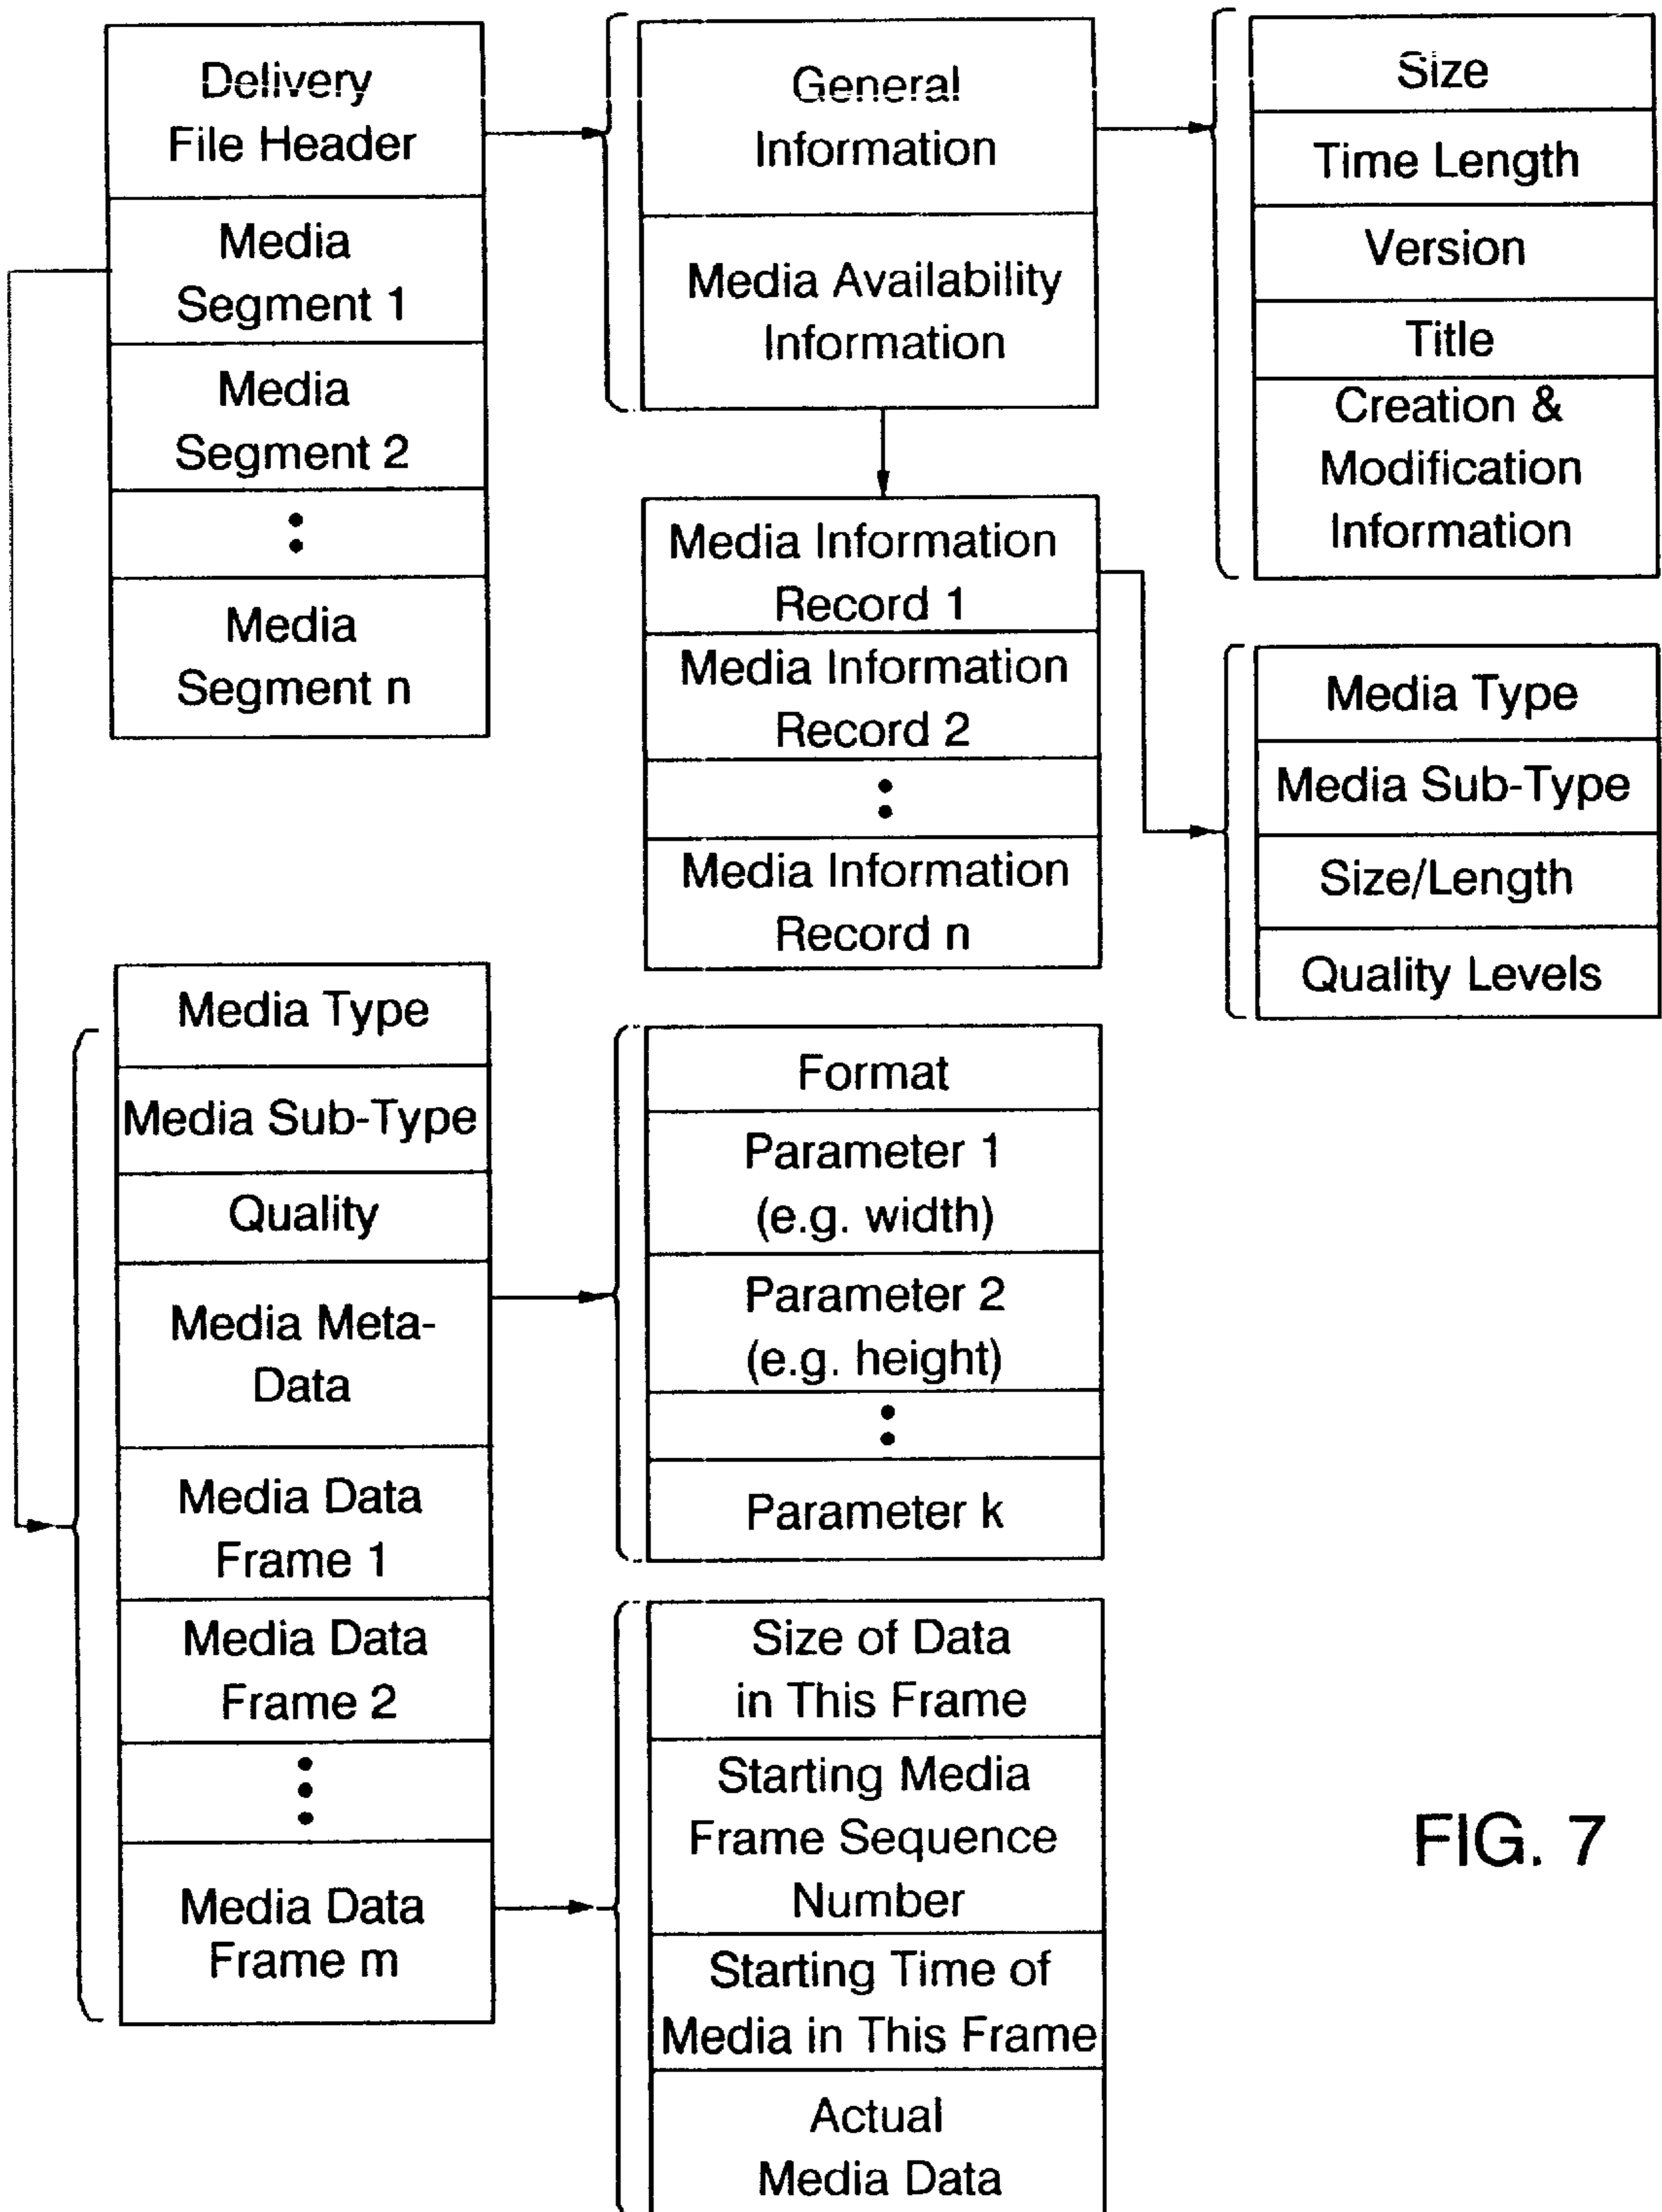 Delivery
File Header
Media
Segment 1
Media
Segment 2
Media
Segment n
General
Information
Media Availability
Information
Size
Time Length
Version
Title
Creation &
Modification
Information
Media Information
Record 1
Media Information
Record 2
Media Information
Record n
Media Type
Media Sub-Type
Size/Length
Quality Levels
Media Type
Media Sub-Type
Quality
Media Meta-
Data
Media Data
Frame 1
Media Data
Frame 2
Media Data
Frame m
Format
Parameter 1
(e.g. width)
Parameter 2
(e.g. height)
Parameter k
Size of Data
in This Frame
Starting Media
Frame Sequence
Number
Starting Time of
Media in This Frame
Actual
Media Data
FIG. 7